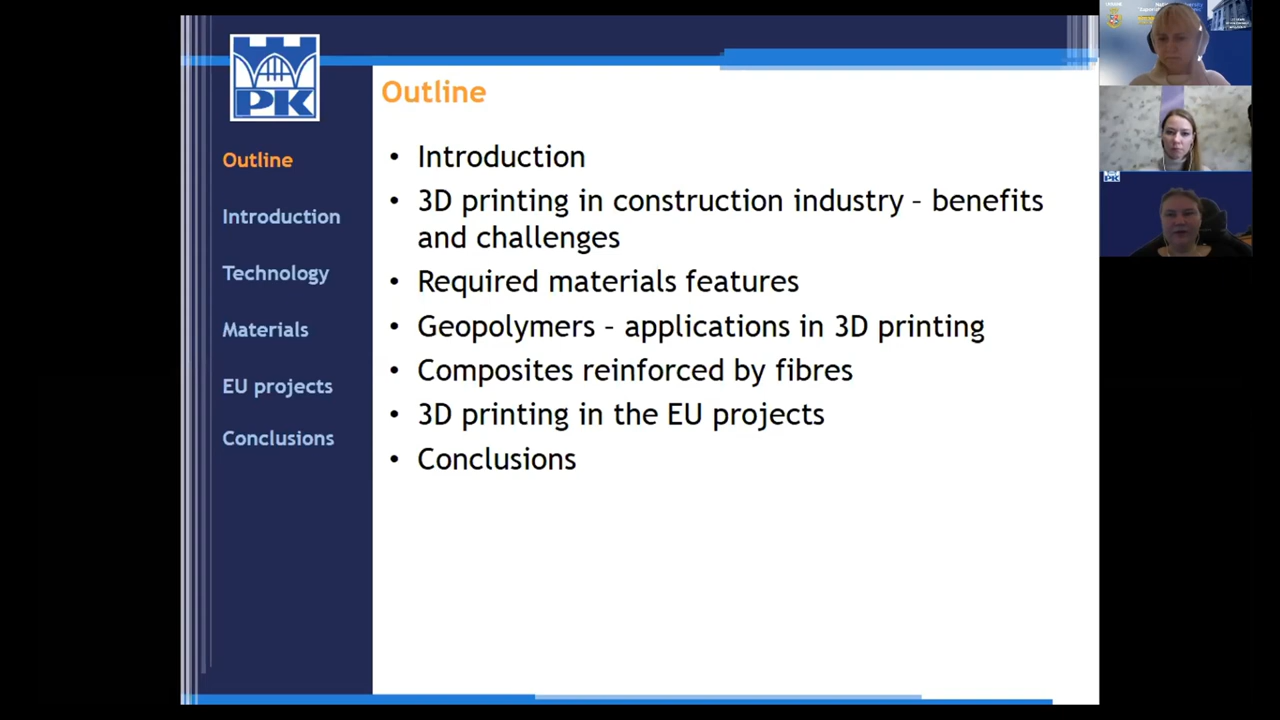 PK
Outline
Introduction
Technology
Materials
EU projects
Conclusions
Outline
• Introduction
• 3D printing in construction industry – benefits
and challenges
• Required materials features
• Geopolymers – applications in 3D printing
• Composites reinforced by fibres
• 3D printing in the EU projects
• Conclusions
PK